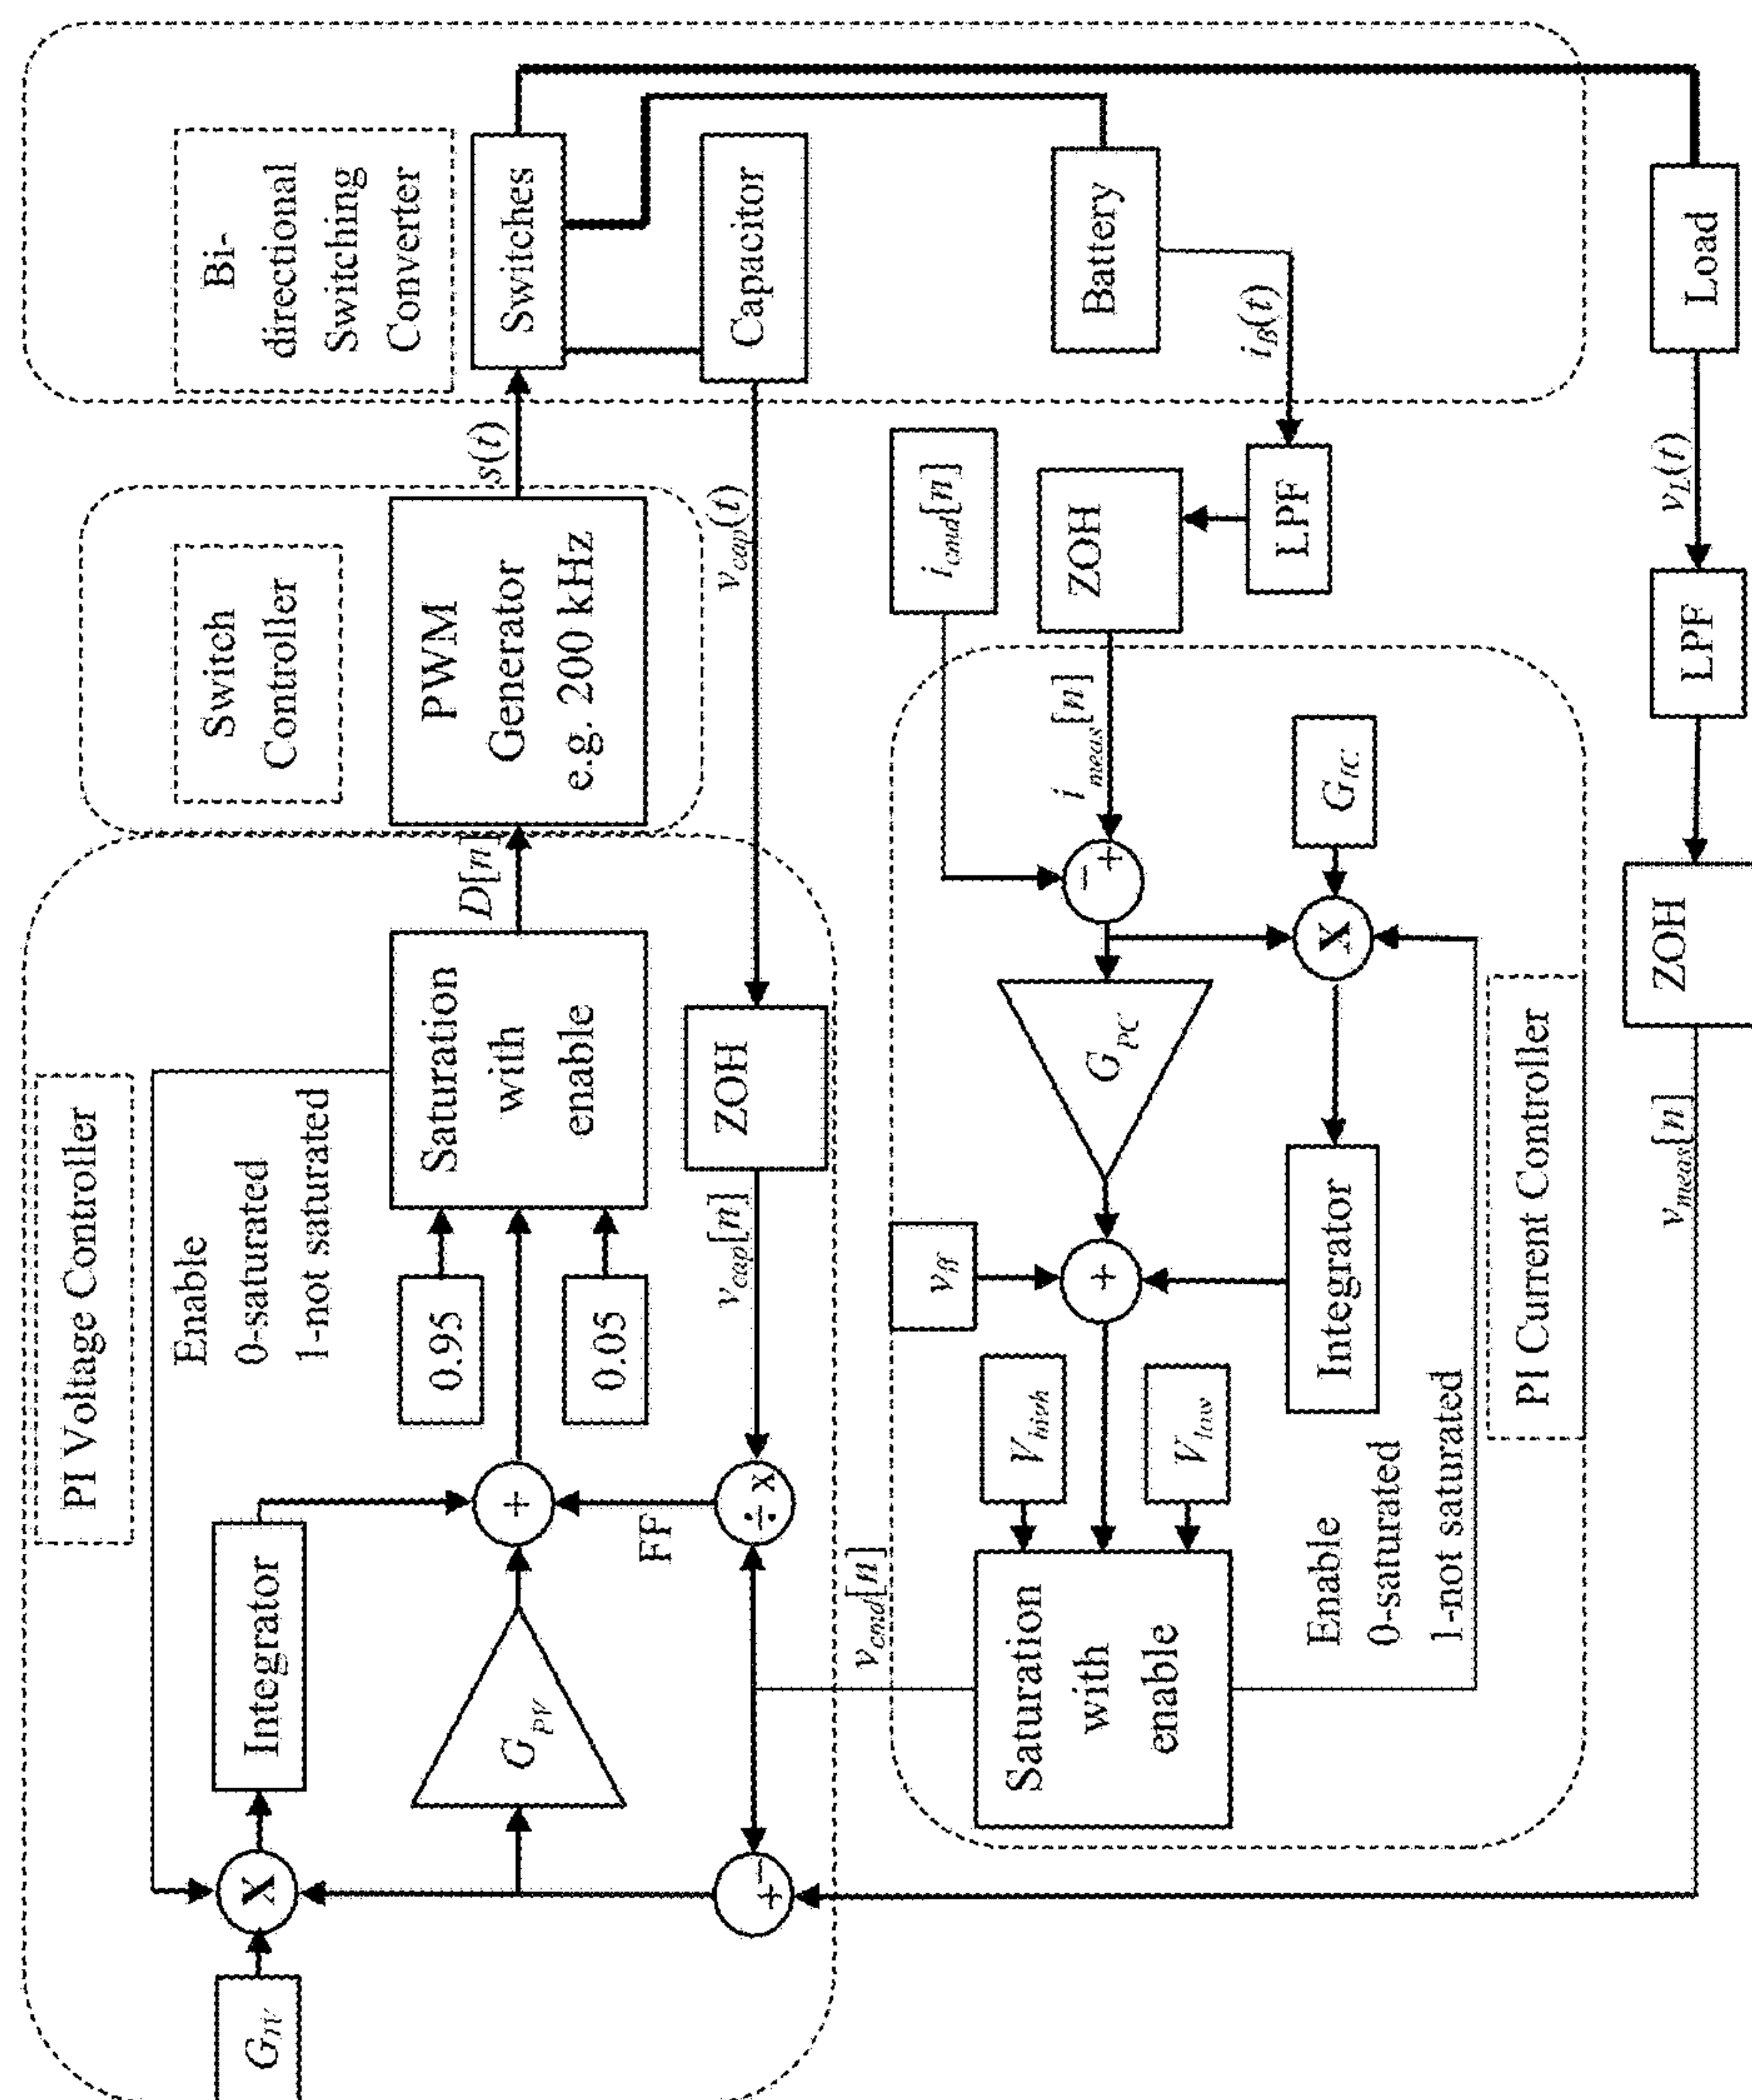 PI Voltage Controller
Enable
0-saturated
1-not saturated
G_IV
X
Integrator
G_PV
+
0.95
0.05
Saturation
with
enable
D[n]
Switch
Controller
PWM
Generator
e.g. 200 kHz
s(t)
Bi-
directional
Switching
Converter
Switches
Capacitor
v_cap(t)
ZOH
v_cap[n]
÷ x
FF
+ −
v_cmd[n]
Battery
i_B(t)
LPF
ZOH
i_cmd[n]
i_meas[n]
− +
G_PC
G_IC
X
Integrator
v_ff
+
V_high
V_low
Saturation
with
enable
Enable
0-saturated
1-not saturated
PI Current Controller
Load
v_L(t)
LPF
ZOH
v_meas[n]